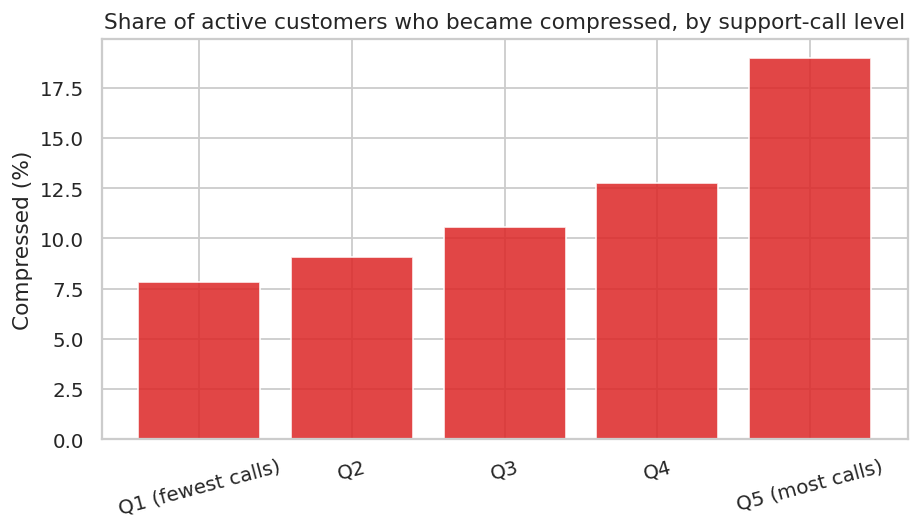 Share of active customers who became compressed, by support-call level
Compressed (%)
17.5
15.0
12.5
10.0
7.5
5.0
2.5
0.0
Q1 (fewest calls)
Q2
Q3
Q4
Q5 (most calls)